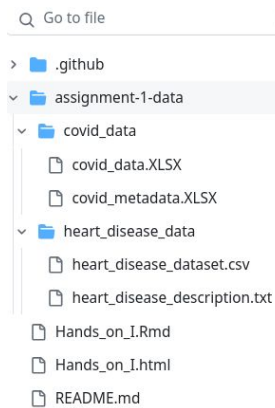 Go to file
.github
assignment-1-data
covid_data
covid_data.XLSX
covid_metadata.XLSX
heart_disease_data
heart_disease_dataset.csv
heart_disease_description.txt
Hands_on_I.Rmd
Hands_on_I.html
README.md